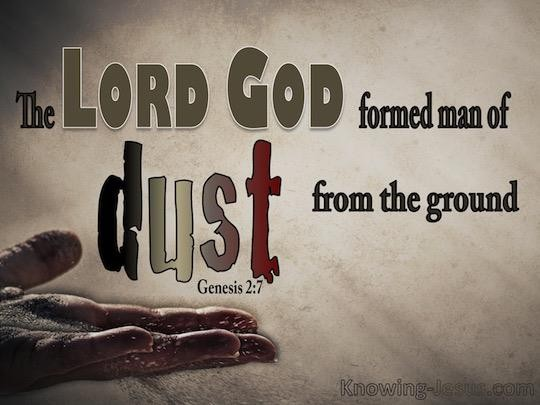 The LORD GOD formed man of
dust from the ground
Genesis 2:7
Knowing-Jesus.com